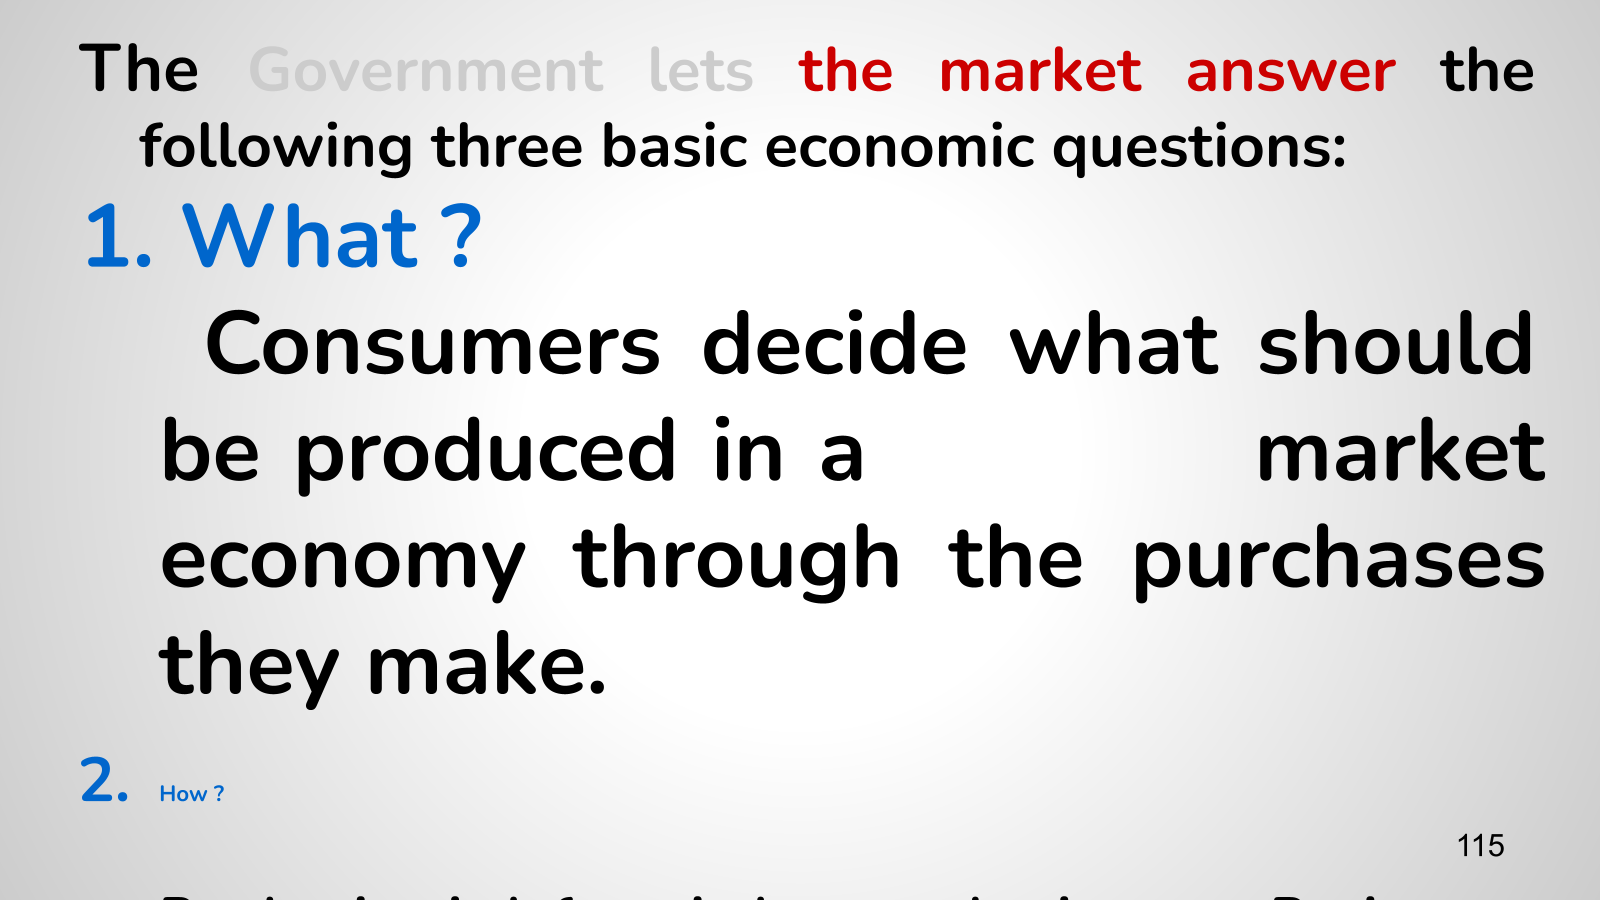 The Government lets the market answer the
following three basic economic questions:
1. What ?
Consumers decide what should
be produced in a market
economy through the purchases
they make.
2. How ?
115